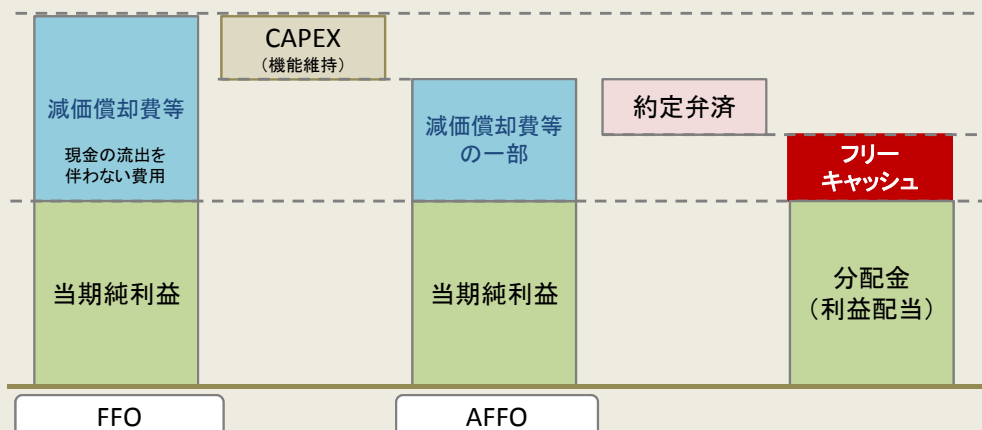 減価償却費等
現金の流出を
伴わない費用
当期純利益
FFO
CAPEX
（機能維持）
減価償却費等
の一部
当期純利益
AFFO
約定弁済
フリー
キャッシュ
分配金
（利益配当）